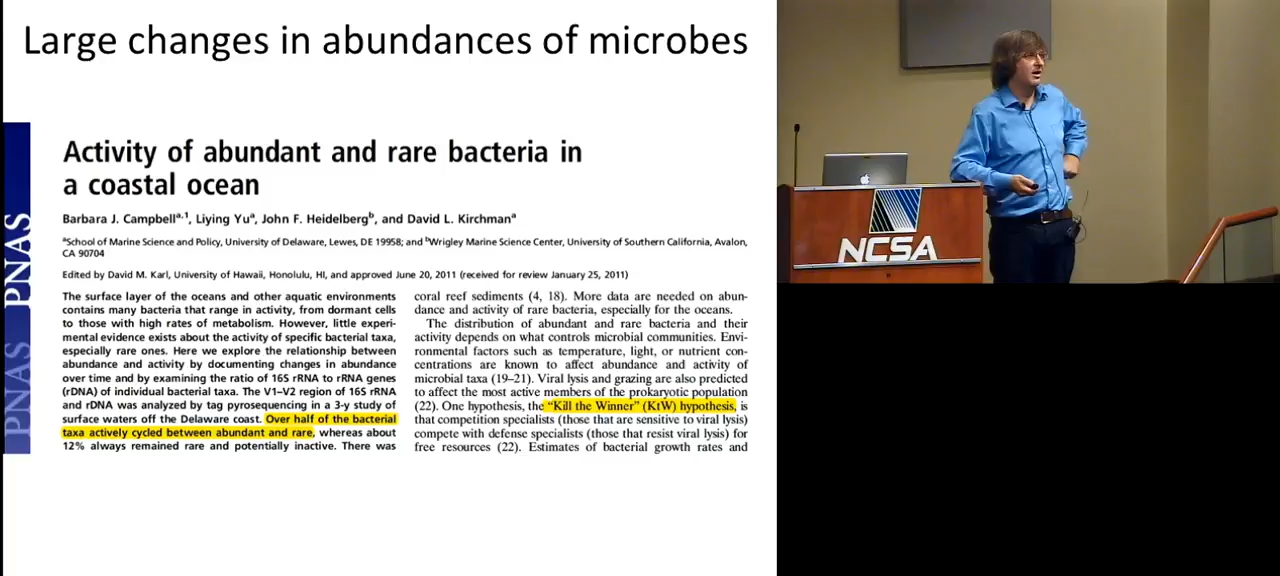 Large changes in abundances of microbes
PNAS PNAS
Activity of abundant and rare bacteria in
a coastal ocean
Barbara J. Campbellᵃ,¹, Liying Yuᵃ, John F. Heidelbergᵇ, and David L. Kirchmanᵃ
ᵃSchool of Marine Science and Policy, University of Delaware, Lewes, DE 19958; and ᵇWrigley Marine Science Center, University of Southern California, Avalon,
CA 90704
Edited by David M. Karl, University of Hawaii, Honolulu, HI, and approved June 20, 2011 (received for review January 25, 2011)
The surface layer of the oceans and other aquatic environments
contains many bacteria that range in activity, from dormant cells
to those with high rates of metabolism. However, little experi-
mental evidence exists about the activity of specific bacterial taxa,
especially rare ones. Here we explore the relationship between
abundance and activity by documenting changes in abundance
over time and by examining the ratio of 16S rRNA to rRNA genes
(rDNA) of individual bacterial taxa. The V1–V2 region of 16S rRNA
and rDNA was analyzed by tag pyrosequencing in a 3-y study of
surface waters off the Delaware coast. Over half of the bacterial
taxa actively cycled between abundant and rare, whereas about
12% always remained rare and potentially inactive. There was
coral reef sediments (4, 18). More data are needed on abun-
dance and activity of rare bacteria, especially for the oceans.
The distribution of abundant and rare bacteria and their
activity depends on what controls microbial communities. Envi-
ronmental factors such as temperature, light, or nutrient con-
centrations are known to affect abundance and activity of
microbial taxa (19–21). Viral lysis and grazing are also predicted
to affect the most active members of the prokaryotic population
(22). One hypothesis, the “Kill the Winner” (KtW) hypothesis, is
that competition specialists (those that are sensitive to viral lysis)
compete with defense specialists (those that resist viral lysis) for
free resources (22). Estimates of bacterial growth rates and
NCSA